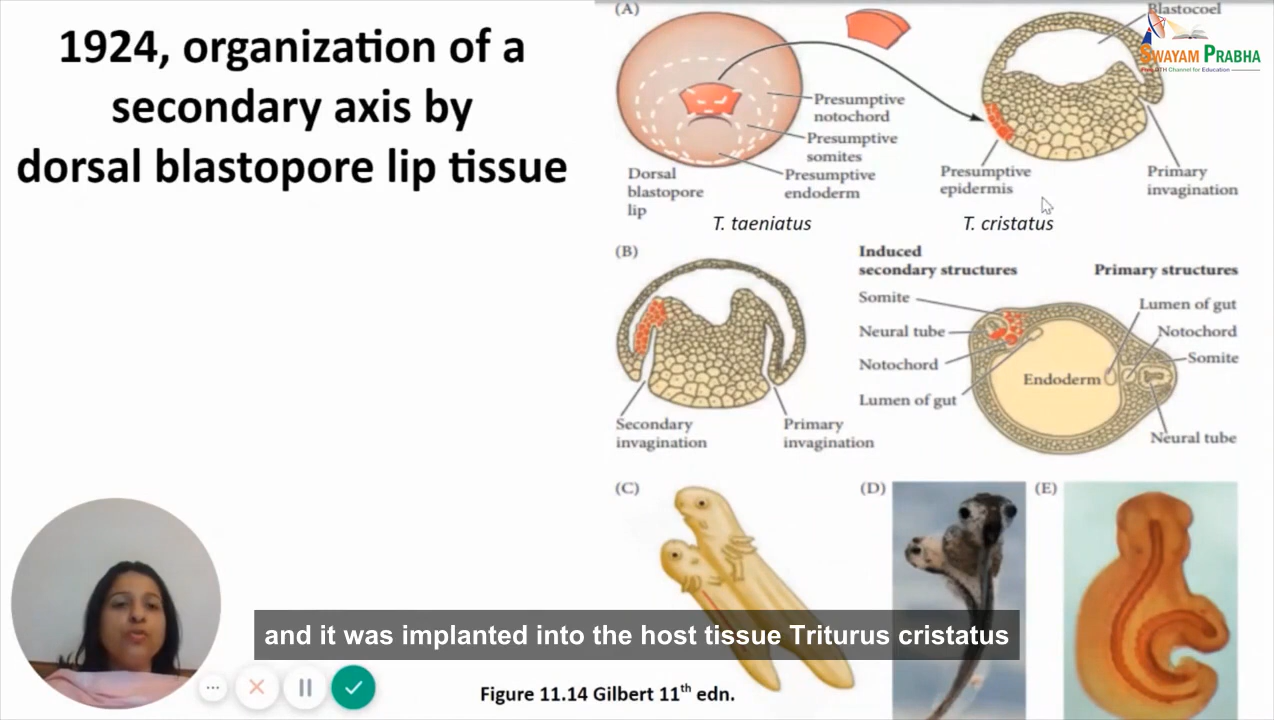 1924, organization of a
secondary axis by
dorsal blastopore lip tissue
(A)
Blastocoel
SWAYAM PRABHA
Presumptive
notochord
Presumptive
somites
Presumptive
endoderm
Dorsal
blastopore
lip
Presumptive
epidermis
Primary
invagination
T. taeniatus
T. cristatus
(B)
Secondary
invagination
Primary
invagination
Induced
secondary structures
Primary structures
Somite
Neural tube
Notochord
Lumen of gut
Endoderm
Lumen of gut
Notochord
Somite
Neural tube
(C)
(D)
(E)
and it was implanted into the host tissue Triturus cristatus
Figure 11.14 Gilbert 11th edn.